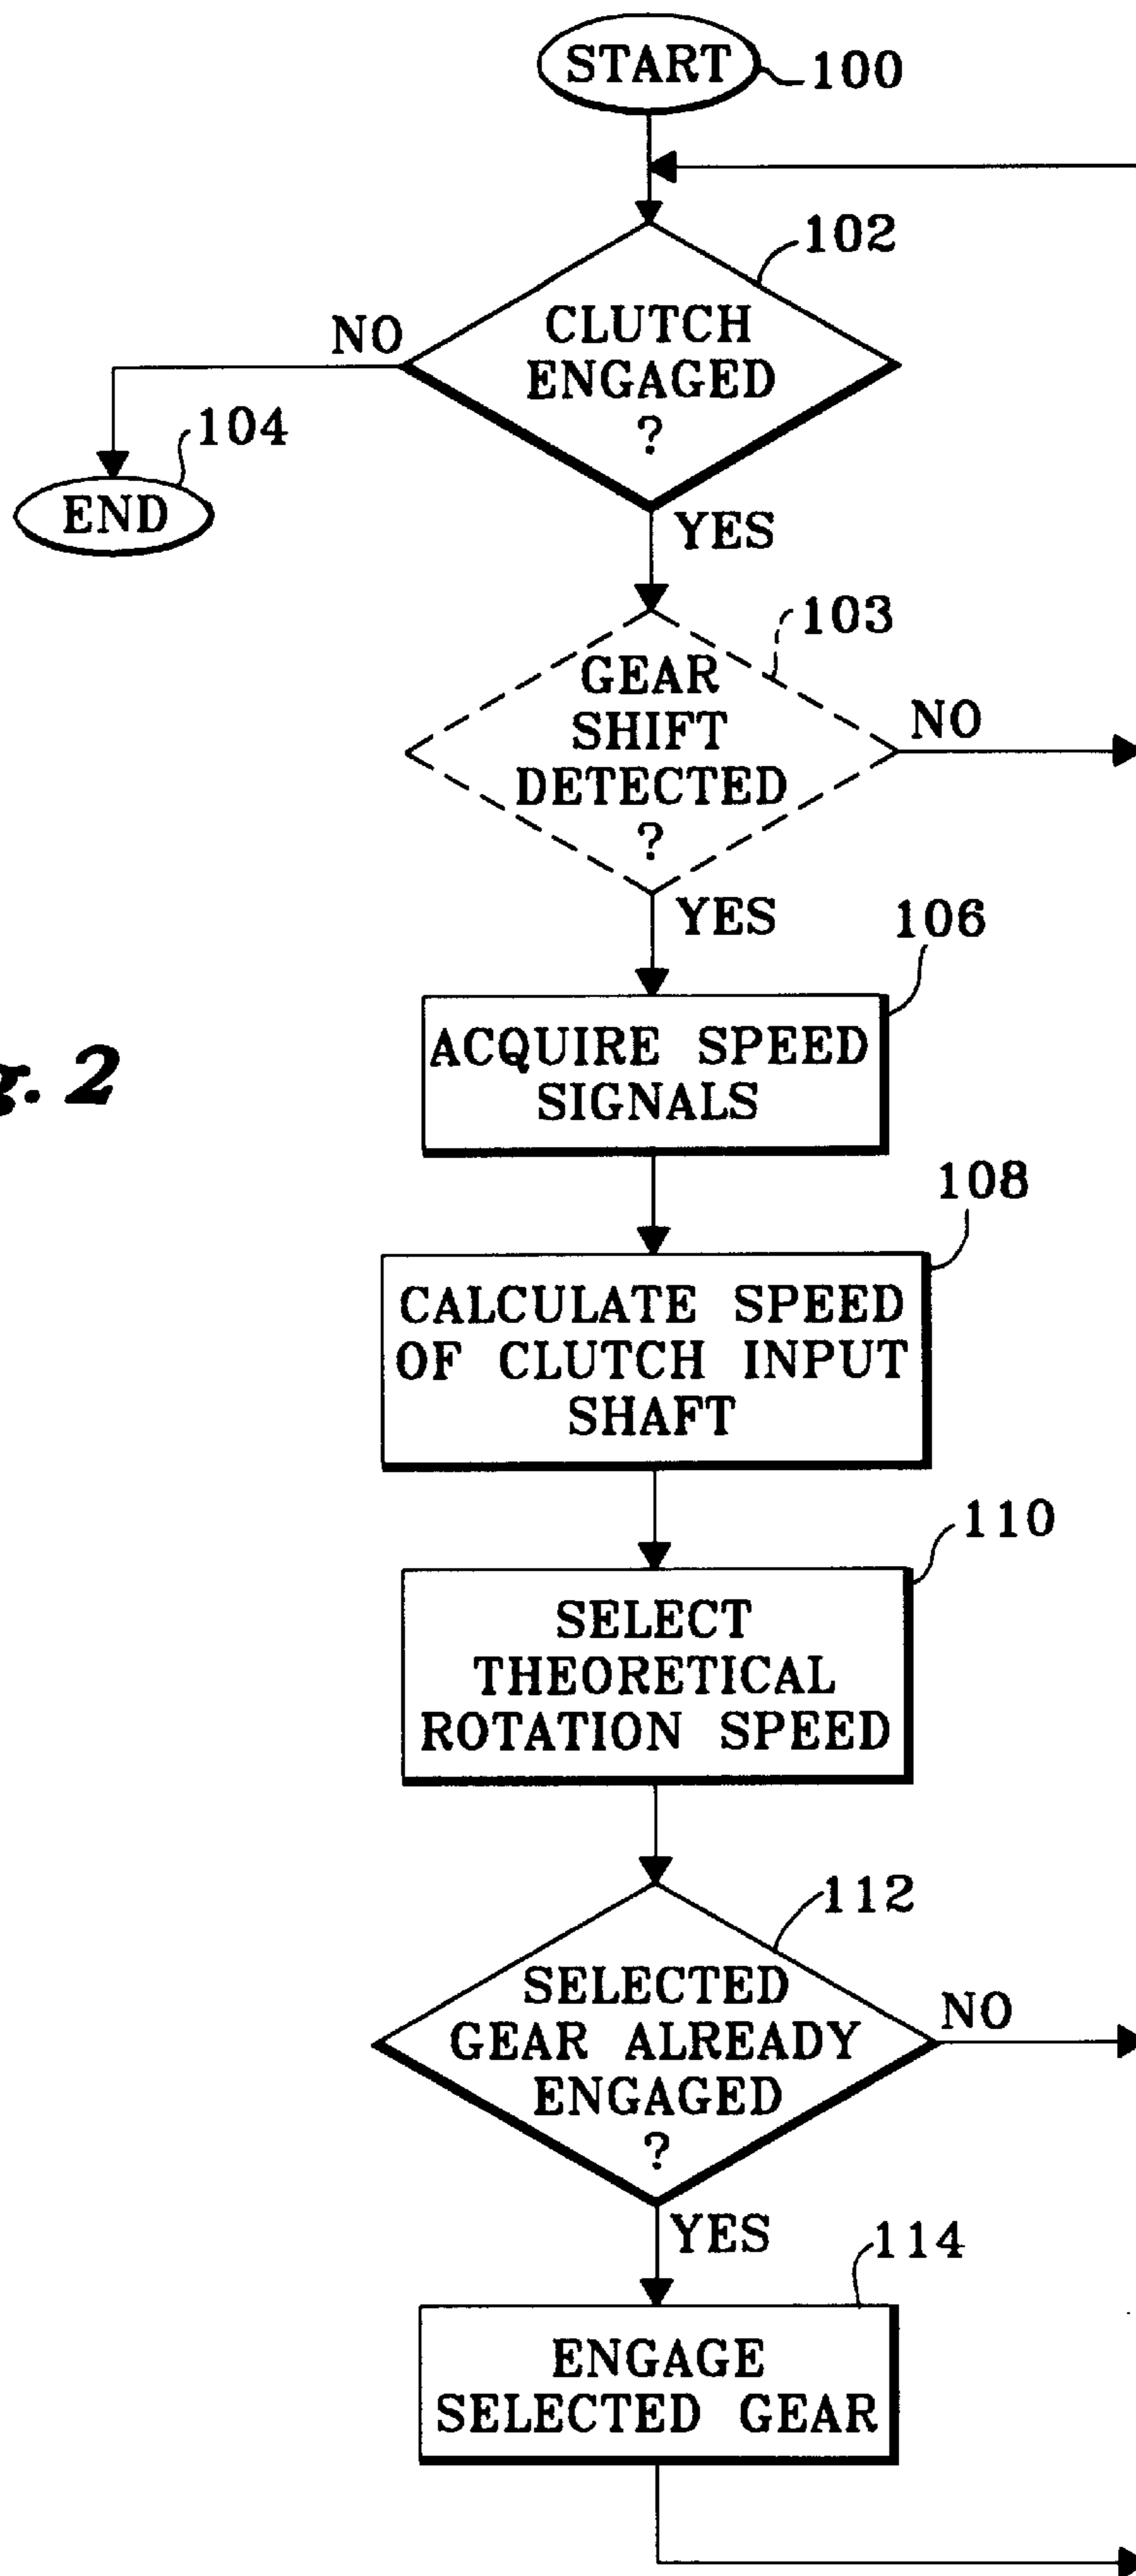 START
100
102
CLUTCH
ENGAGED
?
NO
104
END
YES
103
GEAR
SHIFT
DETECTED
?
NO
YES
106
ACQUIRE SPEED
SIGNALS
g. 2
108
CALCULATE SPEED
OF CLUTCH INPUT
SHAFT
110
SELECT
THEORETICAL
ROTATION SPEED
112
SELECTED
GEAR ALREADY
ENGAGED
?
NO
YES
114
ENGAGE
SELECTED GEAR